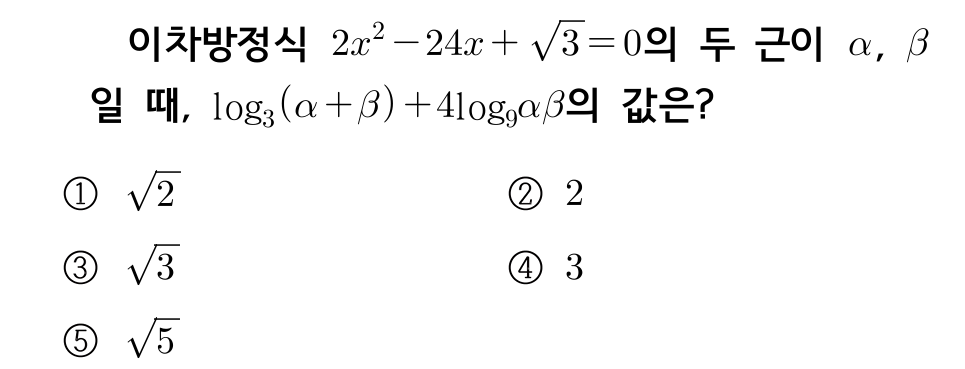 이차방정식 2x² − 24x + √3 = 0의 두 근이 α, β
일 때, log₃(α+β) + 4log₉αβ의 값은?
① √2 ② 2
③ √3 ④ 3
⑤ √5